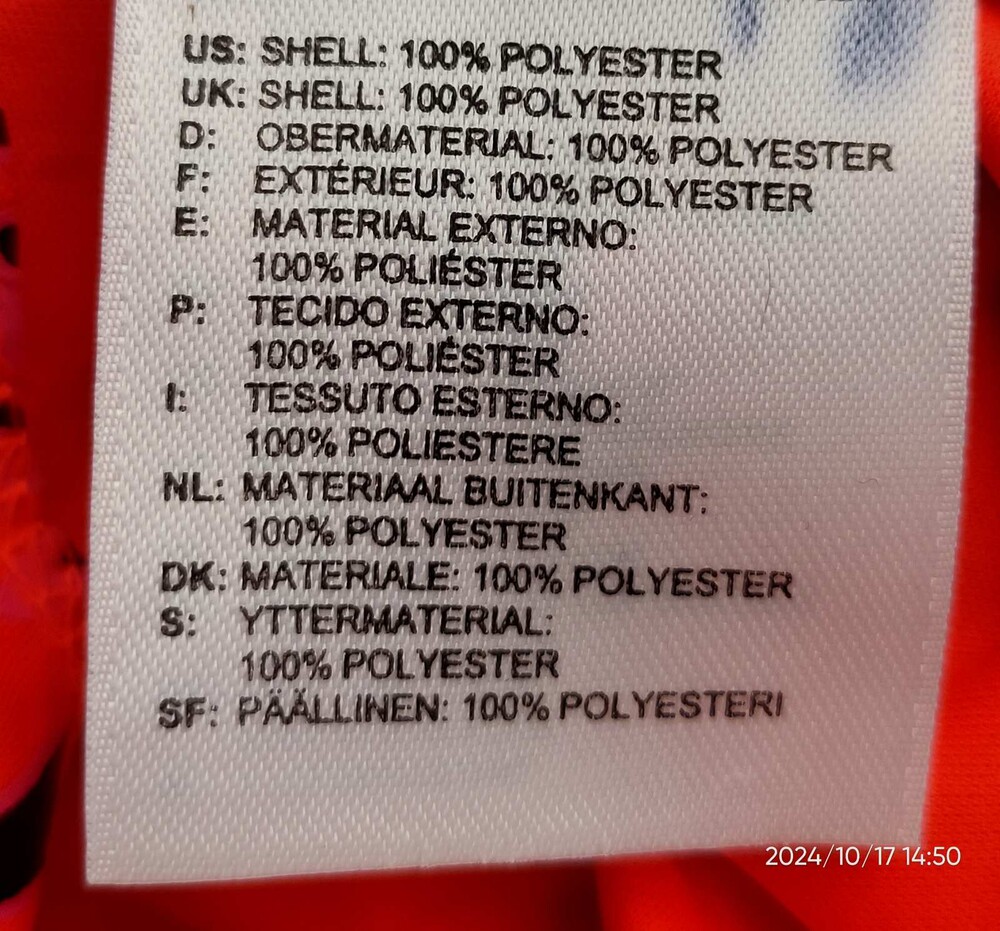 US: SHELL: 100% POLYESTER
UK: SHELL: 100% POLYESTER
D: OBERMATERIAL: 100% POLYESTER
F: EXTÉRIEUR: 100% POLYESTER
E: MATERIAL EXTERNO:
100% POLIÉSTER
P: TECIDO EXTERNO:
100% POLIÉSTER
I: TESSUTO ESTERNO:
100% POLIESTERE
NL: MATERIAAL BUITENKANT:
100% POLYESTER
DK: MATERIALE: 100% POLYESTER
S: YTTERMATERIAL:
100% POLYESTER
SF: PÄÄLLINEN: 100% POLYESTERI
2024/10/17 14:50